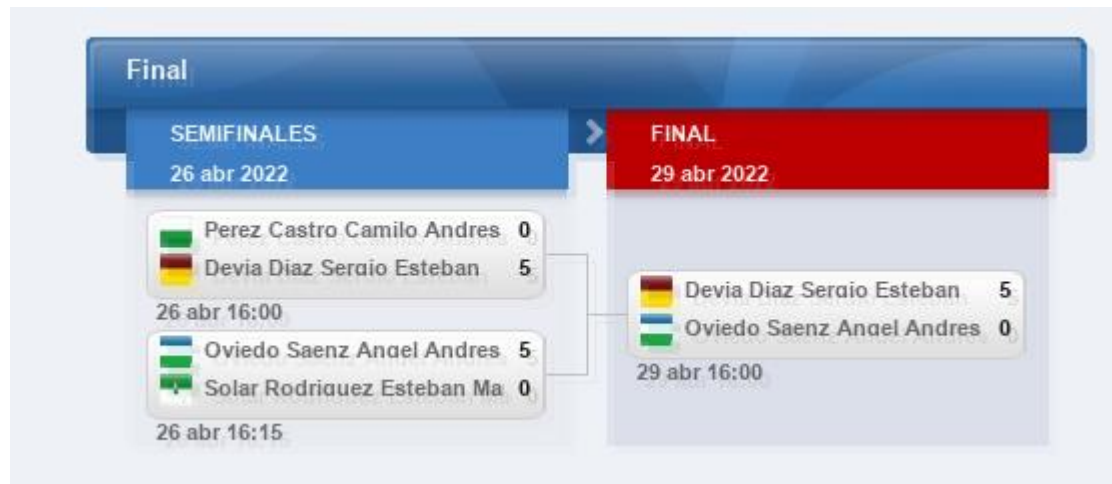 Final
SEMIFINALES
26 abr 2022
Perez Castro Camilo Andres 0
Devia Diaz Sergio Esteban 5
26 abr 16:00
Oviedo Saenz Angel Andres 5
Solar Rodriguez Esteban Ma 0
26 abr 16:15
FINAL
29 abr 2022
Devia Diaz Sergio Esteban 5
Oviedo Saenz Angel Andres 0
29 abr 16:00